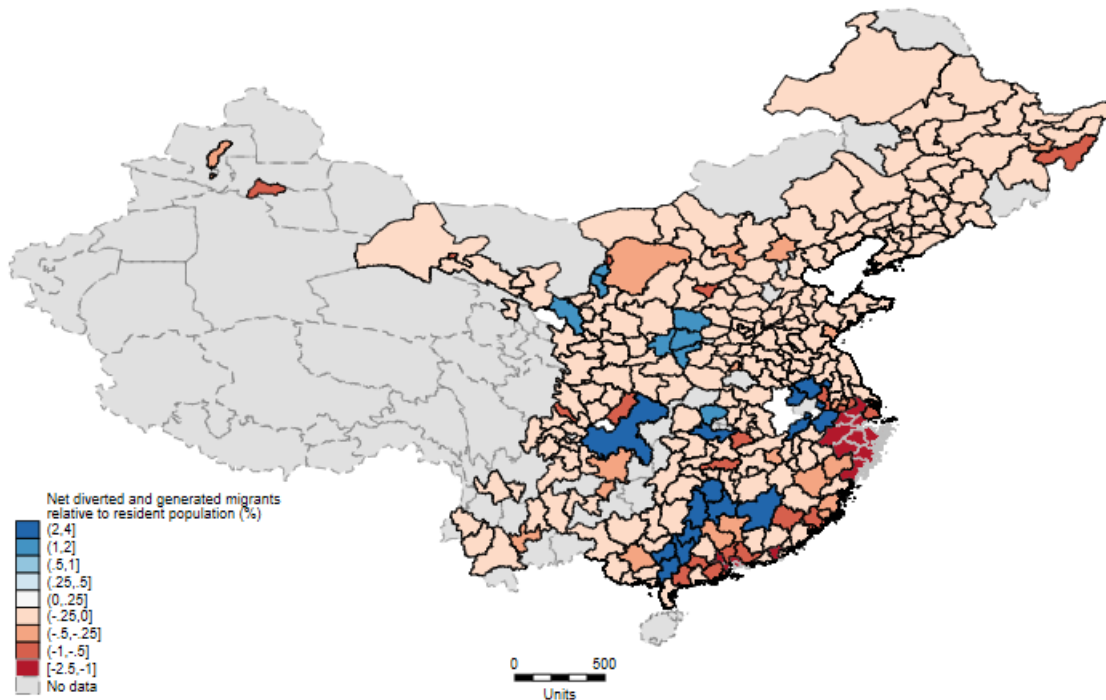 Net diverted and generated migrants
relative to resident population (%)
(2,4]
(1,2]
(.5,1]
(.25,.5]
(0,.25]
(-.25,0]
(-.5,-.25]
(-1,-.5]
[-2.5,-1]
No data
0 500
Units